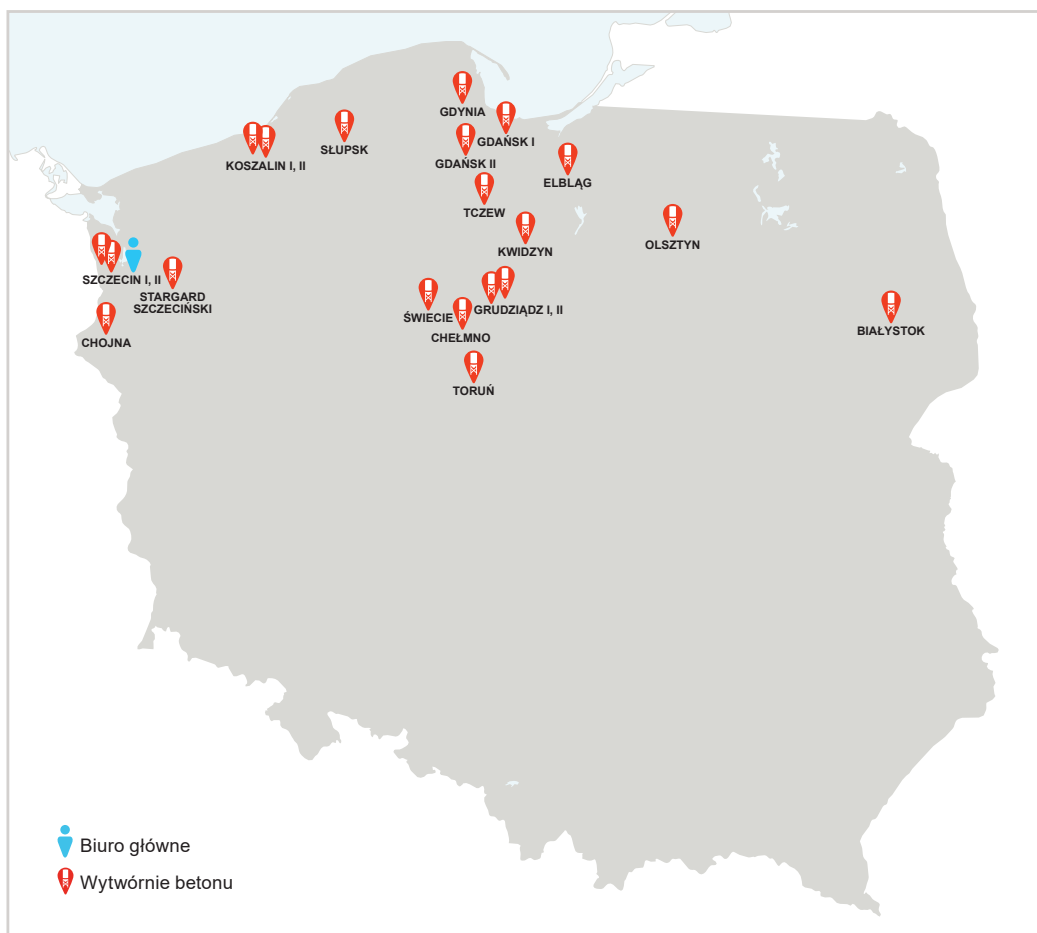 GDYNIA
GDAŃSK I
SŁUPSK
GDAŃSK II
KOSZALIN I, II
ELBLĄG
TCZEW
KWIDZYN
OLSZTYN
SZCZECIN I, II
STARGARD
SZCZECIŃSKI
GRUDZIĄDZ I, II
ŚWIECIE
BIAŁYSTOK
CHEŁMNO
CHOJNA
TORUŃ
Biuro główne
Wytwórnie betonu